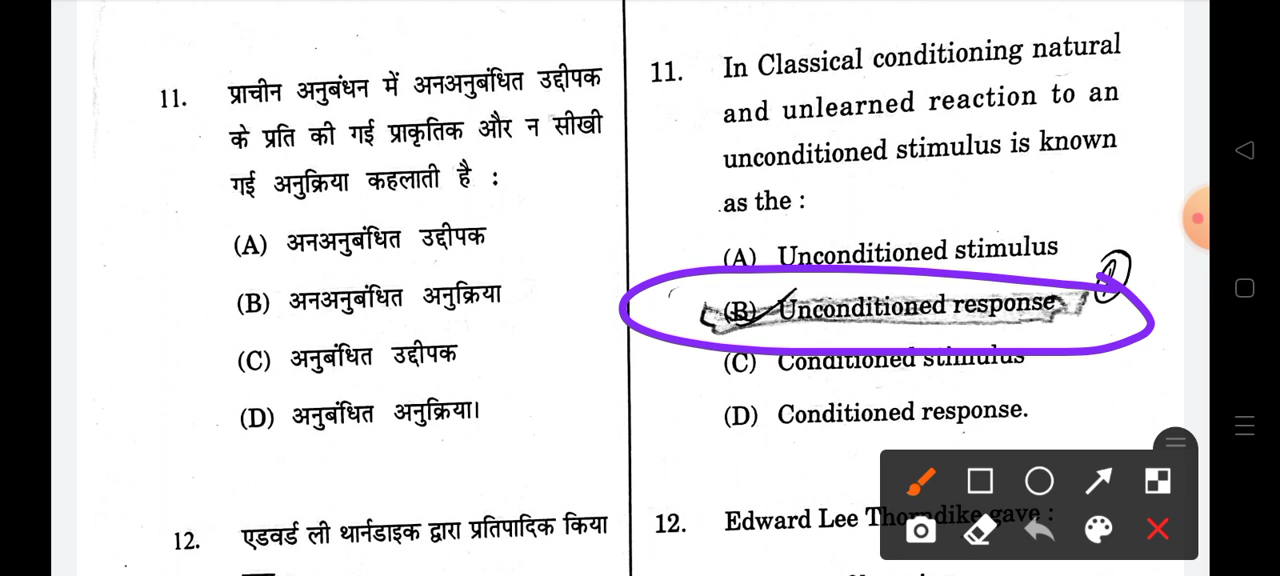 11. प्राचीन अनुबंधन में अनअनुबंधित उद्दीपक
के प्रति की गई प्राकृतिक और न सीखी
गई अनुक्रिया कहलाती है :
(A) अनअनुबंधित उद्दीपक
(B) अनअनुबंधित अनुक्रिया
(C) अनुबंधित उद्दीपक
(D) अनुबंधित अनुक्रिया।
12. एडवर्ड ली थार्नडाइक द्वारा प्रतिपादिक किया
11. In Classical conditioning natural
and unlearned reaction to an
unconditioned stimulus is known
as the :
(A) Unconditioned stimulus
(B) Unconditioned response
(C) Conditioned stimulus
(D) Conditioned response.
12. Edward Lee Thorndike gave :